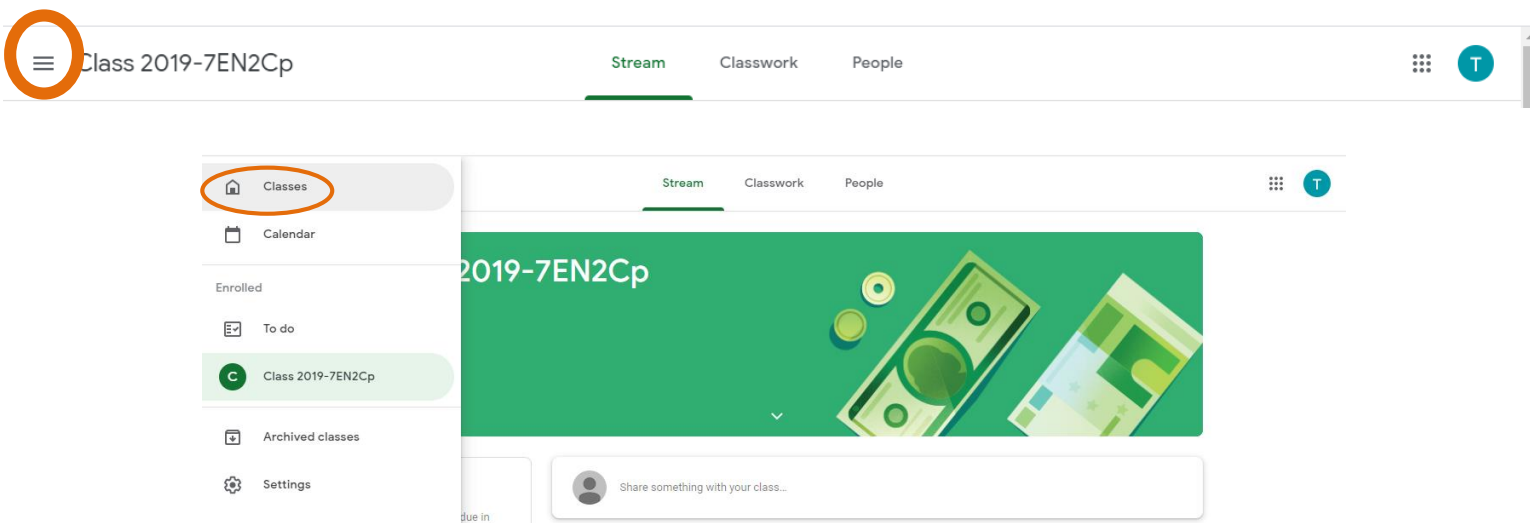 Class 2019-7EN2Cp Stream Classwork People T
Classes Stream Classwork People T
Calendar
2019-7EN2Cp
Enrolled
To do
C Class 2019-7EN2Cp
Archived classes
Settings
Share something with your class...
due in